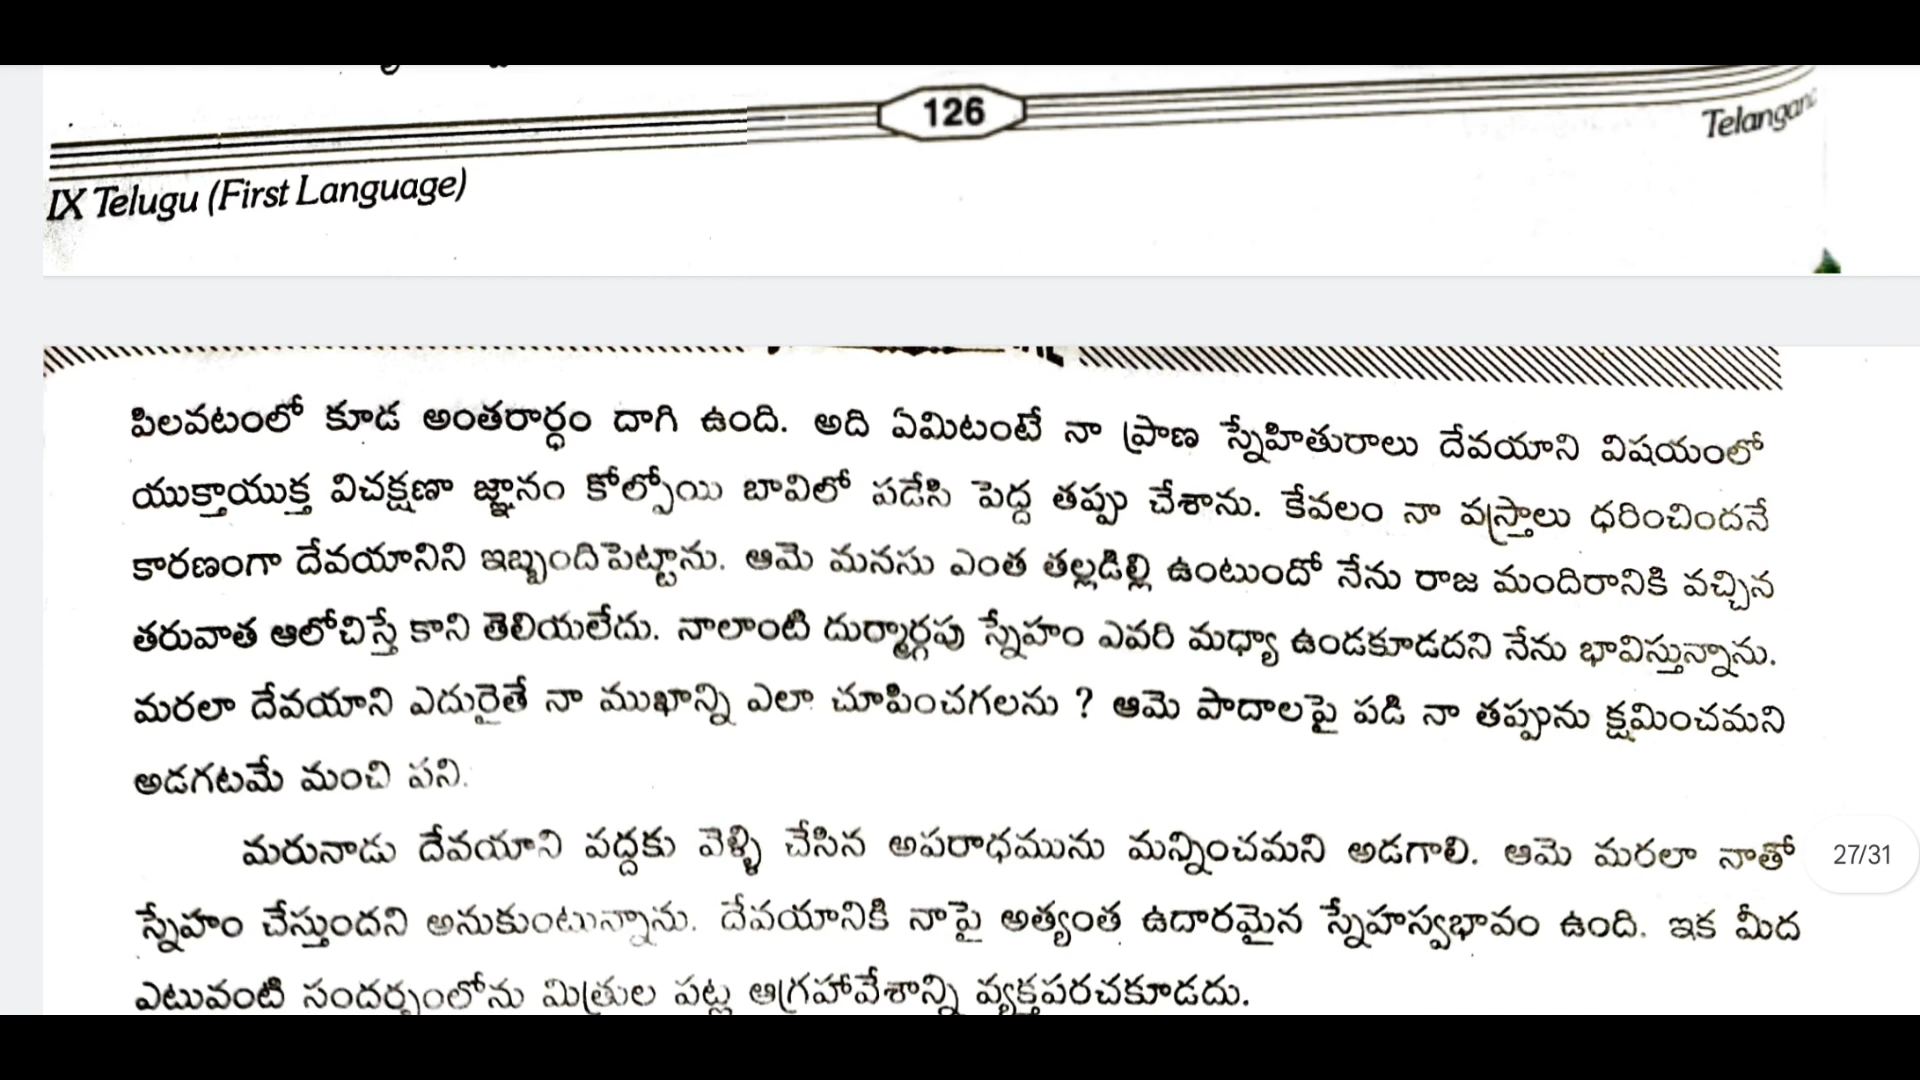 126
Telangana
IX Telugu (First Language)
పిలవటంలో కూడ అంతరార్థం దాగి ఉంది. అది ఏమిటంటే నా ప్రాణ స్నేహితురాలు దేవయాని విషయంలో
యుక్తాయుక్త విచక్షణా జ్ఞానం కోల్పోయి బావిలో పడేసి పెద్ద తప్పు చేశాను. కేవలం నా వస్త్రాలు ధరించిందనే
కారణంగా దేవయానిని ఇబ్బందిపెట్టాను. ఆమె మనసు ఎంత తల్లడిల్లి ఉంటుందో నేను రాజ మందిరానికి వచ్చిన
తరువాత ఆలోచిస్తే కాని తెలియలేదు. నాలాంటి దుర్మార్గపు స్నేహం ఎవరి మధ్యా ఉండకూడదని నేను భావిస్తున్నాను.
మరలా దేవయాని ఎదురైతే నా ముఖాన్ని ఎలా చూపించగలను ? ఆమె పాదాలపై పడి నా తప్పును క్షమించమని
అడగటమే మంచి పని.
మరునాడు దేవయాని వద్దకు వెళ్ళి చేసిన అపరాధమును మన్నించమని అడగాలి. ఆమె మరలా నాతో
27/31
స్నేహం చేస్తుందని అనుకుంటున్నాను. దేవయానికి నాపై అత్యంత ఉదారమైన స్నేహస్వభావం ఉంది. ఇక మీద
ఎటువంటి సందర్భంలోను మిత్రుల పట్ల ఆగ్రహావేశాన్ని వ్యక్తపరచకూడదు.